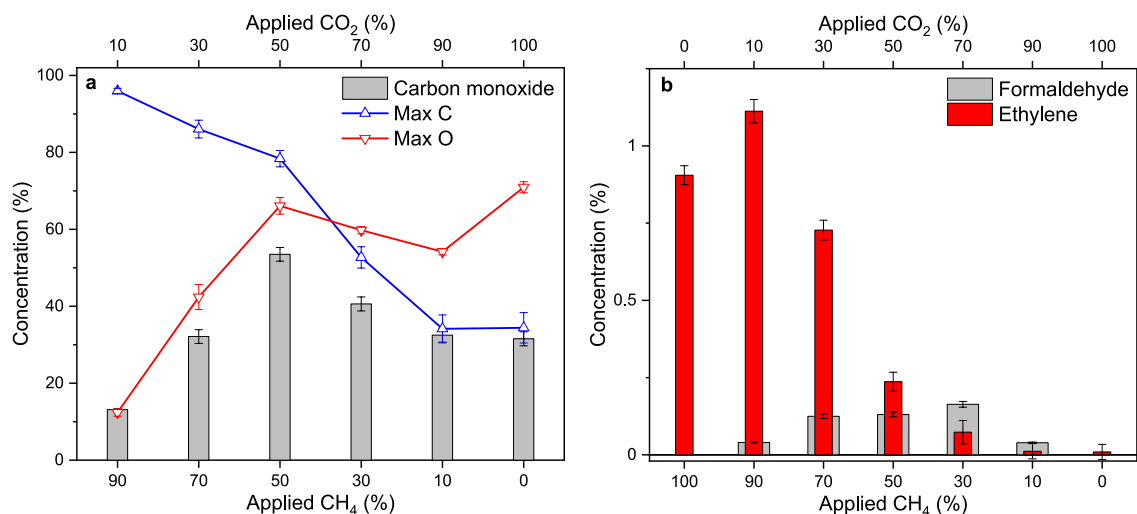 Applied CO₂ (%)
10 30 50 70 90 100
a
Carbon monoxide
Max C
Max O
Concentration (%)
100
80
60
40
20
0
90 70 50 30 10 0
Applied CH₄ (%)
Applied CO₂ (%)
0 10 30 50 70 90 100
b
Formaldehyde
Ethylene
Concentration (%)
1
0.5
0
100 90 70 50 30 10 0
Applied CH₄ (%)